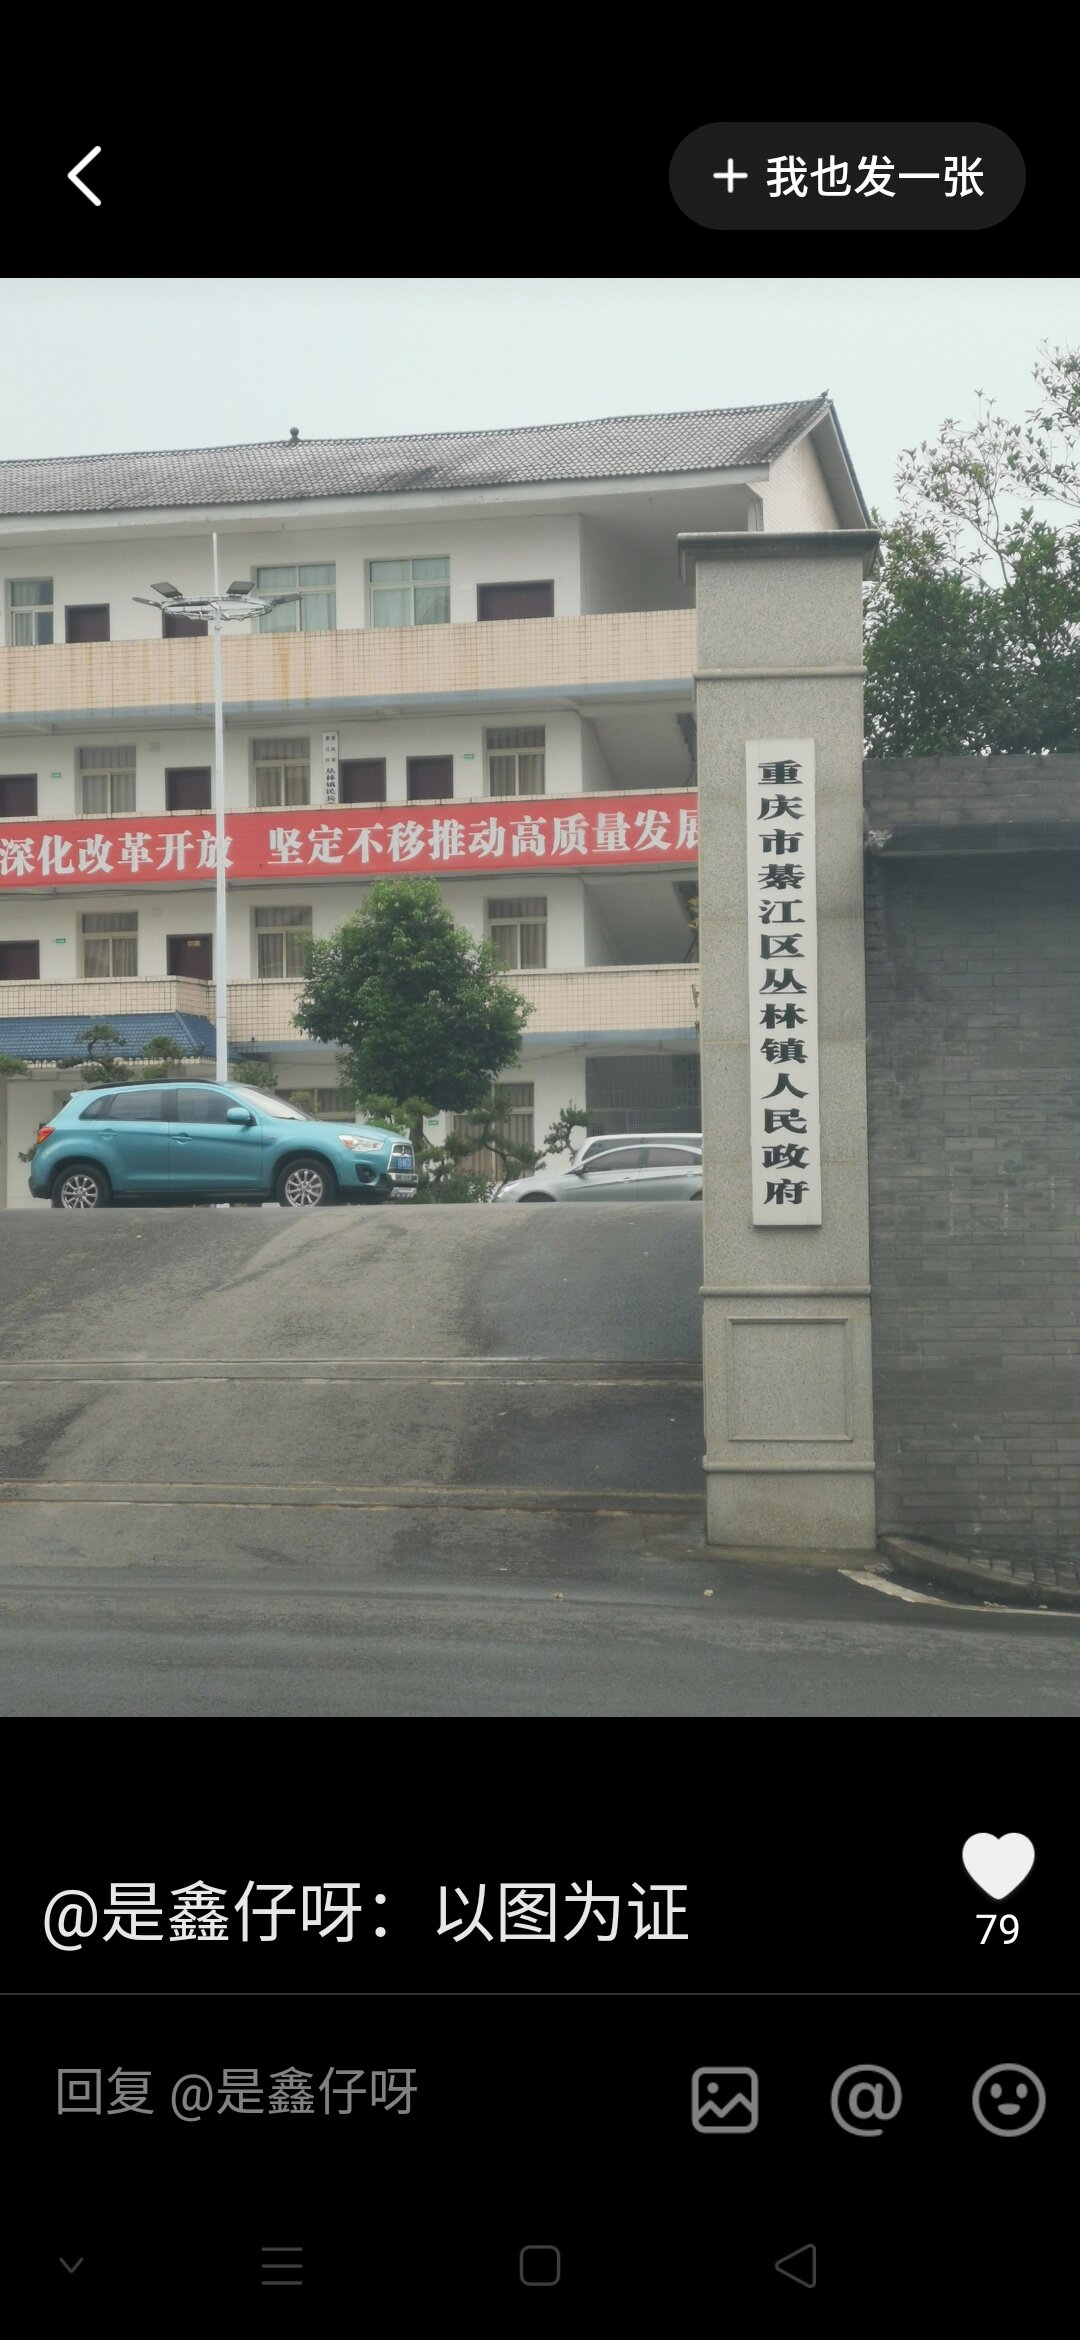 我也发一张
深化改革开放 坚定不移推动高质量发展
重庆市綦江区丛林镇人民政府
@是鑫仔呀：以图为证
79
回复 @是鑫仔呀